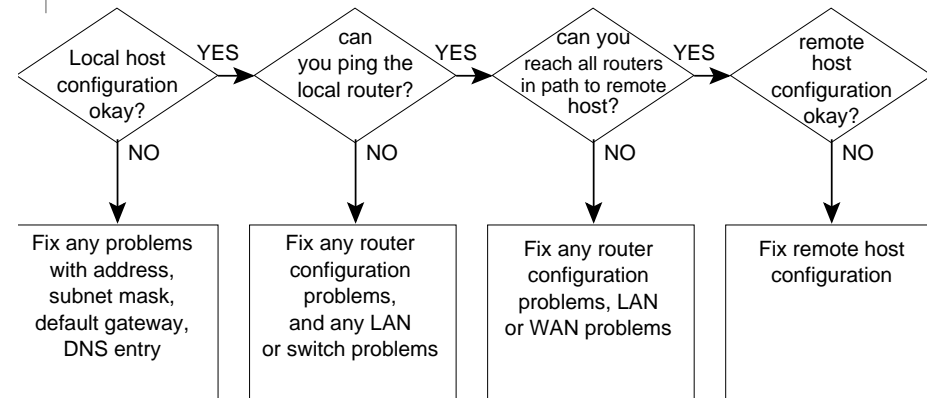 Local host
configuration
okay?
YES
can
you ping the
local router?
YES
can you
reach all routers
in path to remote
host?
YES
remote
host
configuration
okay?
NO
NO
NO
NO
Fix any problems
with address,
subnet mask,
default gateway,
DNS entry
Fix any router
configuration
problems,
and any LAN
or switch problems
Fix any router
configuration
problems, LAN
or WAN problems
Fix remote host
configuration